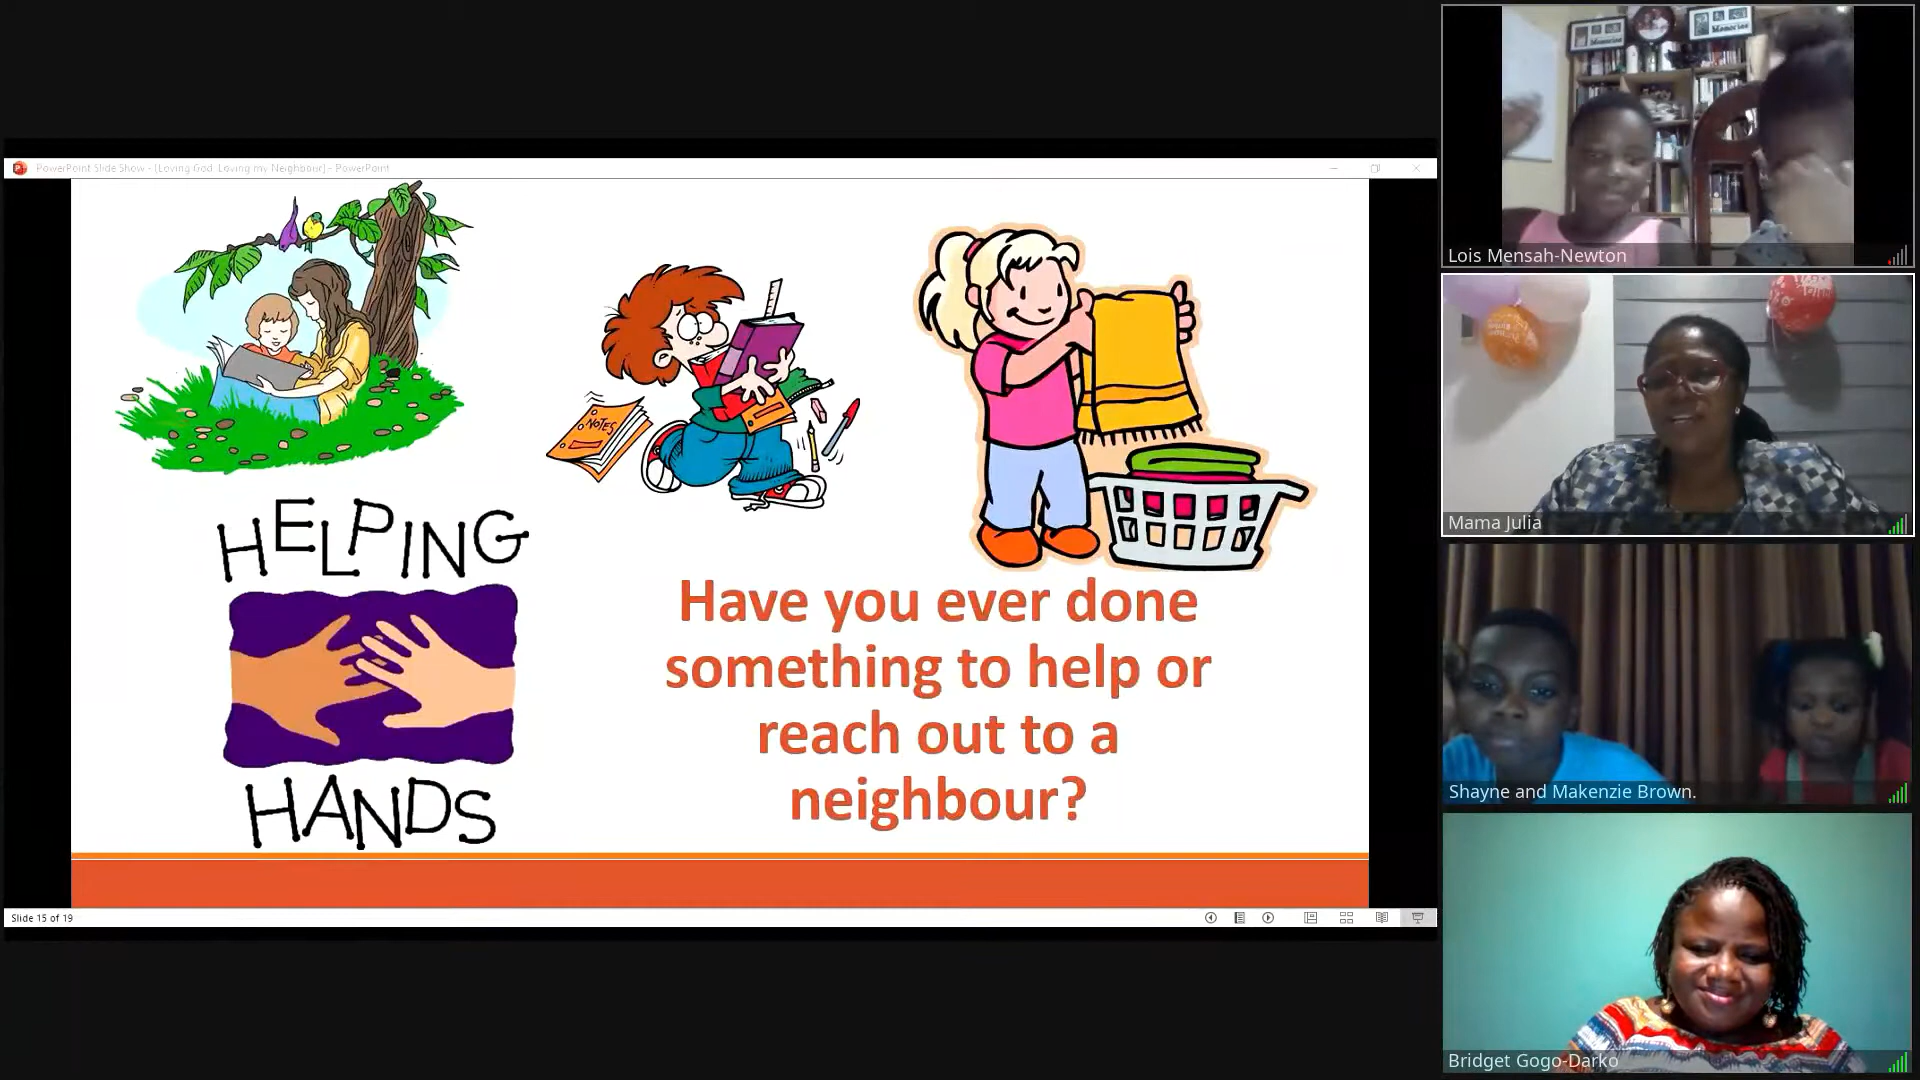 PowerPoint Slide Show - [Loving God Loving my Neighbour] - PowerPoint
NOTES
HELPING
HANDS
Have you ever done
something to help or
reach out to a
neighbour?
Slide 15 of 19
Memories
Memories
Lois Mensah-Newton
Mama Julia
Shayne and Makenzie Brown.
Bridget Gogo-Darko